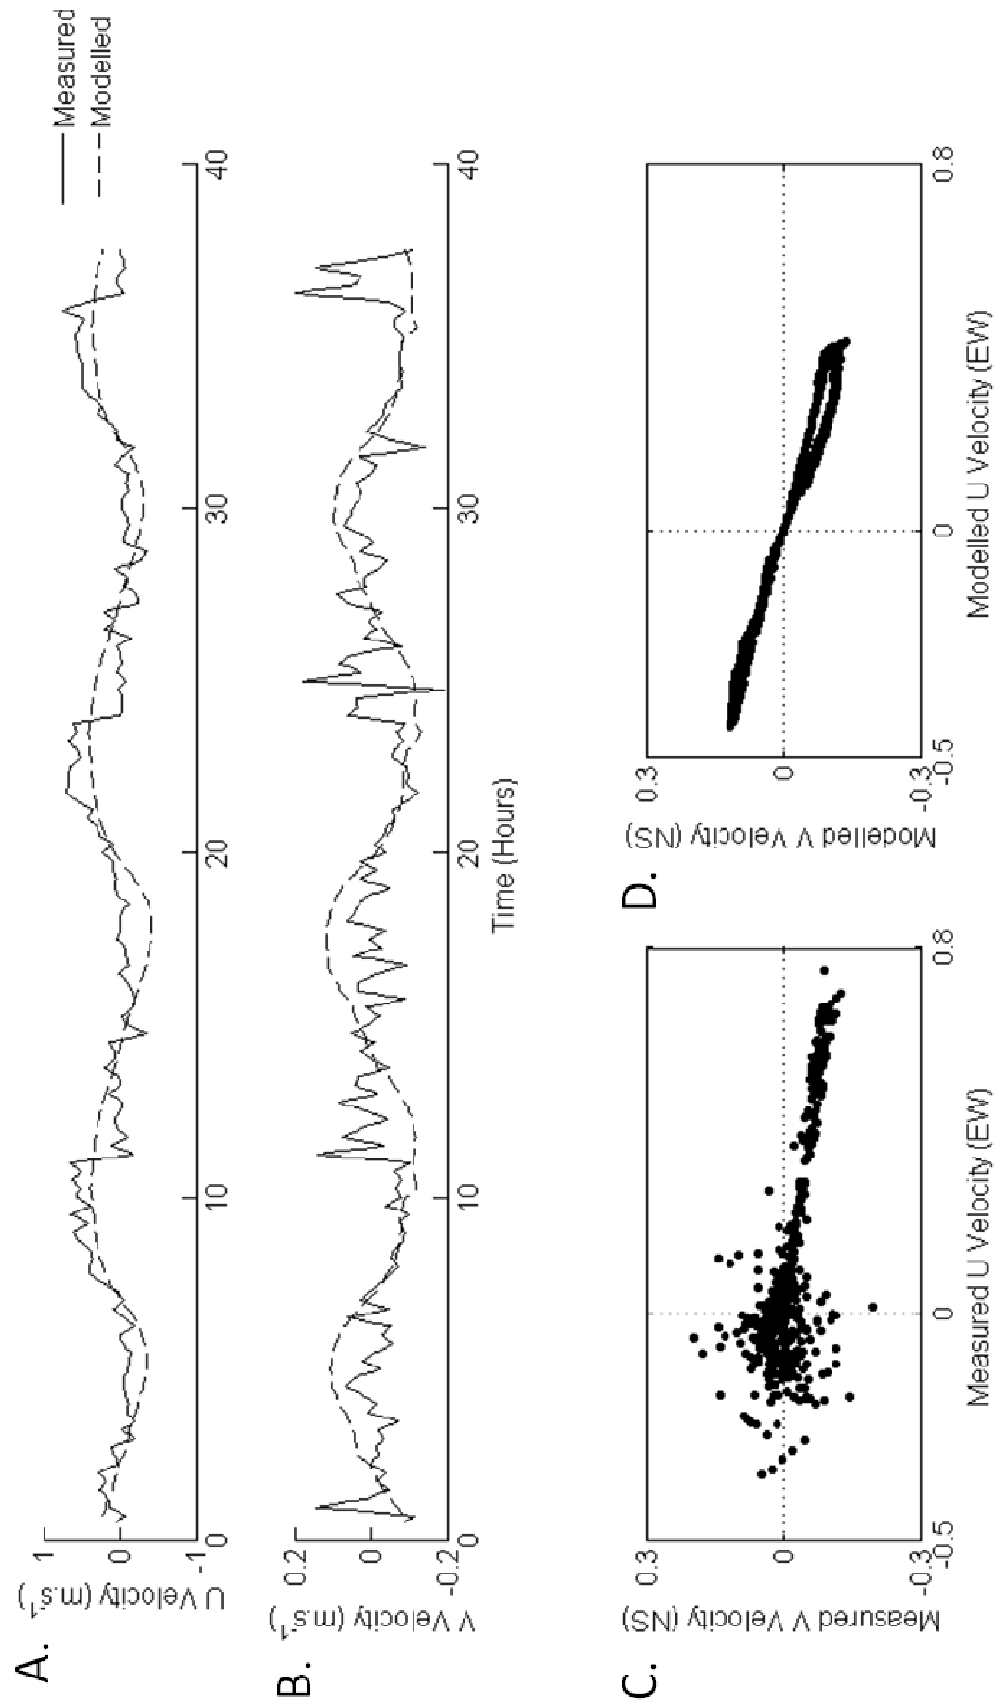 A.
Measured
Modelled
U Velocity (m.s⁻¹)
1
0
-1
0
10
20
30
40
B.
V Velocity (m.s⁻¹)
0.2
0
-0.2
0
10
20
30
40
Time (Hours)
C.
Measured V Velocity (NS)
0.3
0
-0.3
-0.5
0
0.8
Measured U Velocity (EW)
D.
Modelled V Velocity (NS)
0.3
0
-0.3
-0.5
0
0.8
Modelled U Velocity (EW)